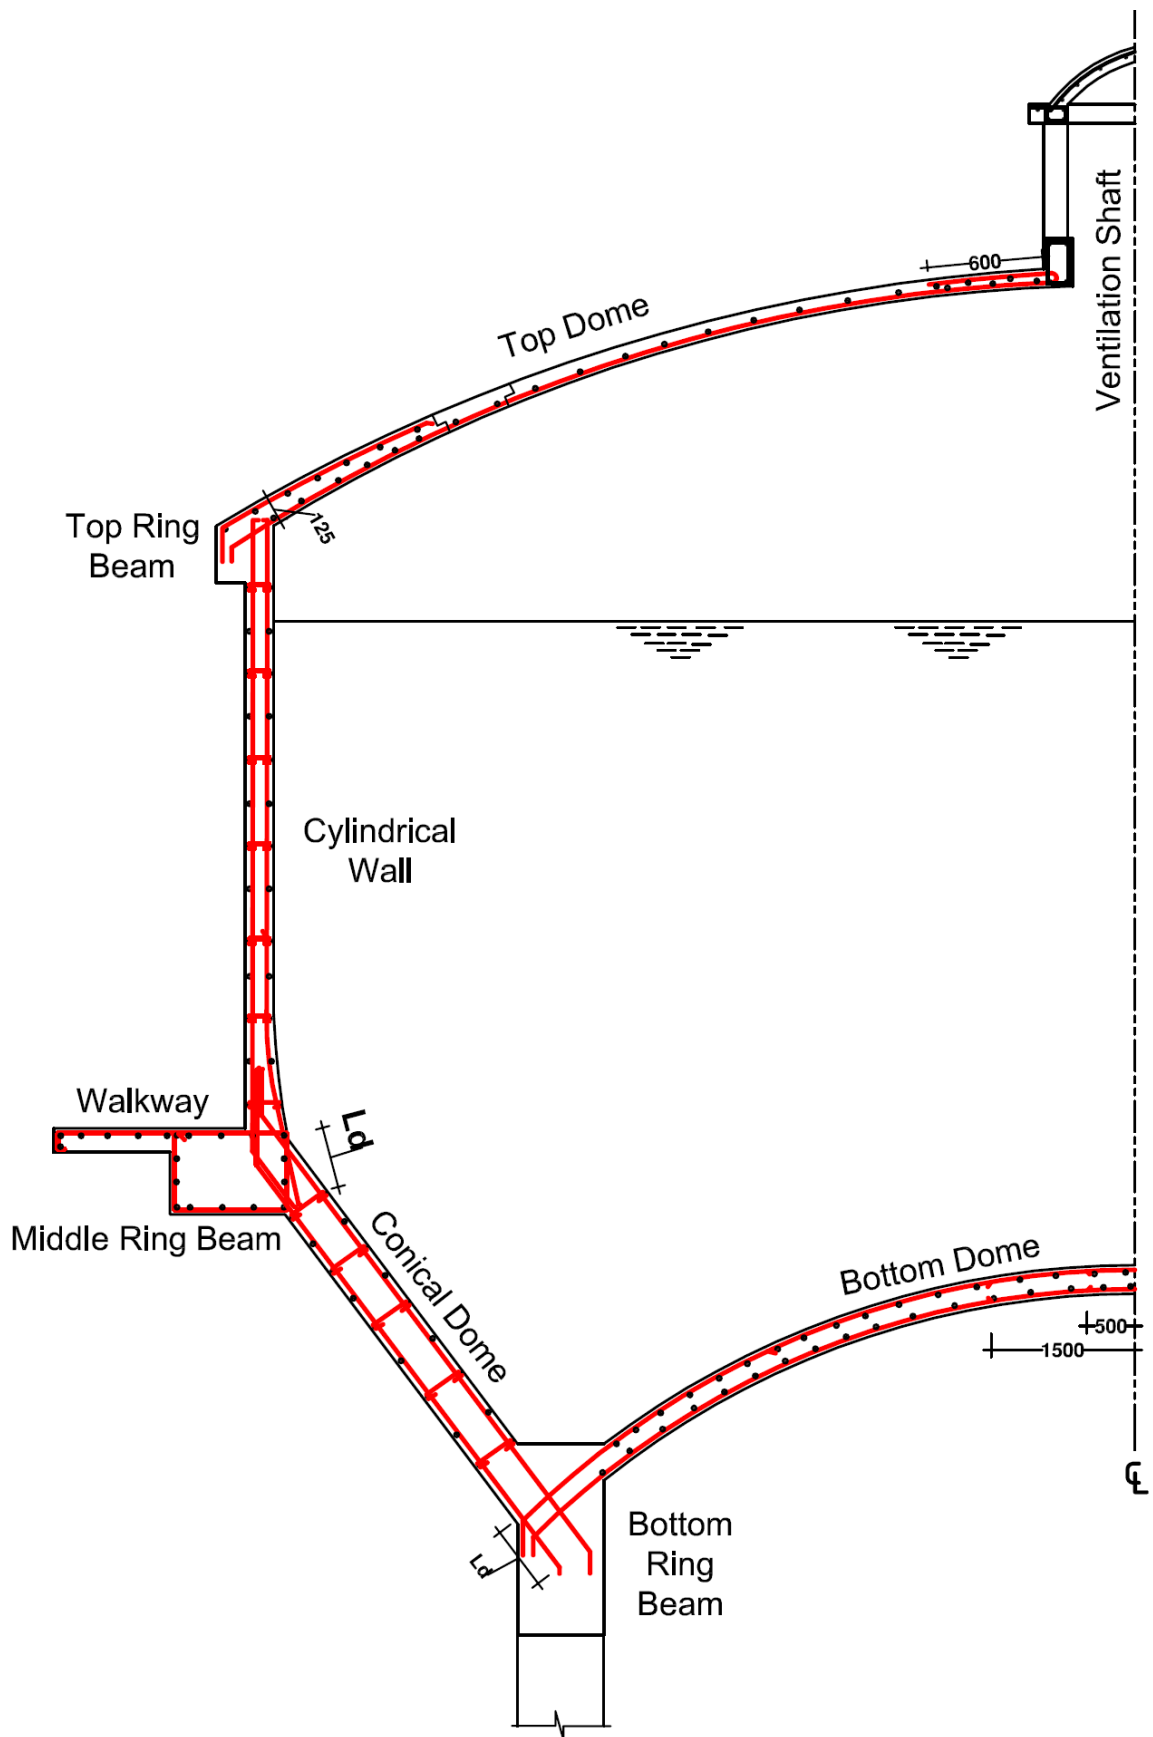 Ventilation Shaft
600
Top Dome
125
Top Ring
Beam
Cylindrical
Wall
Walkway
Ld
Middle Ring Beam
Conical Dome
Bottom Dome
500
1500
℄
Bottom
Ring
Beam
Ld